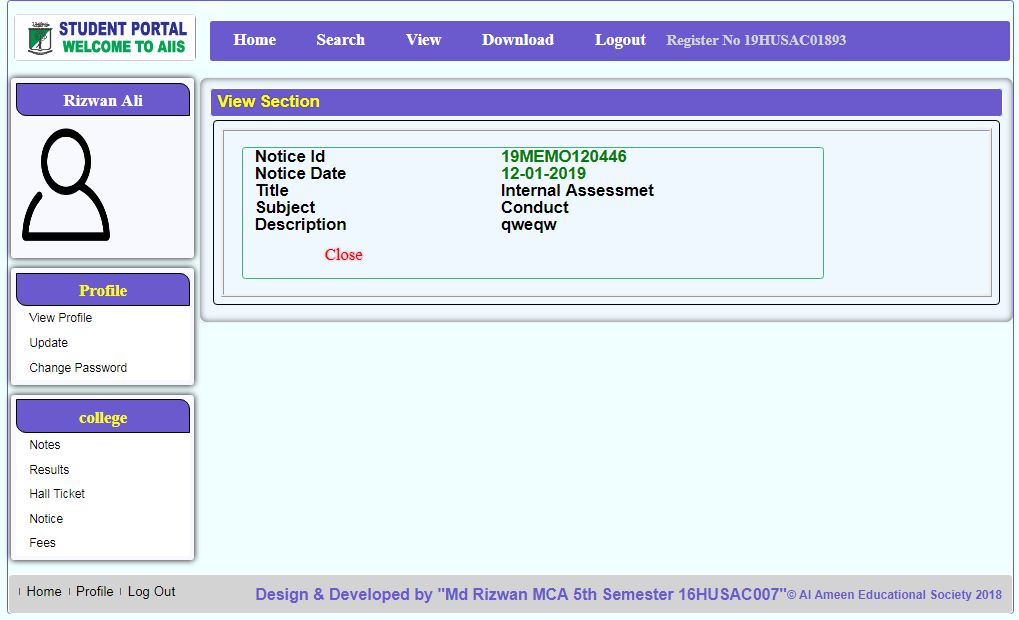 STUDENT PORTAL
WELCOME TO AIIS
Home Search View Download Logout Register No 19HUSAC01893
Rizwan Ali
View Section
Notice Id 19MEMO120446
Notice Date 12-01-2019
Title Internal Assessmet
Subject Conduct
Description qweqw
Close
Profile
View Profile
Update
Change Password
college
Notes
Results
Hall Ticket
Notice
Fees
Home Profile Log Out Design & Developed by "Md Rizwan MCA 5th Semester 16HUSAC007"© Al Ameen Educational Society 2018